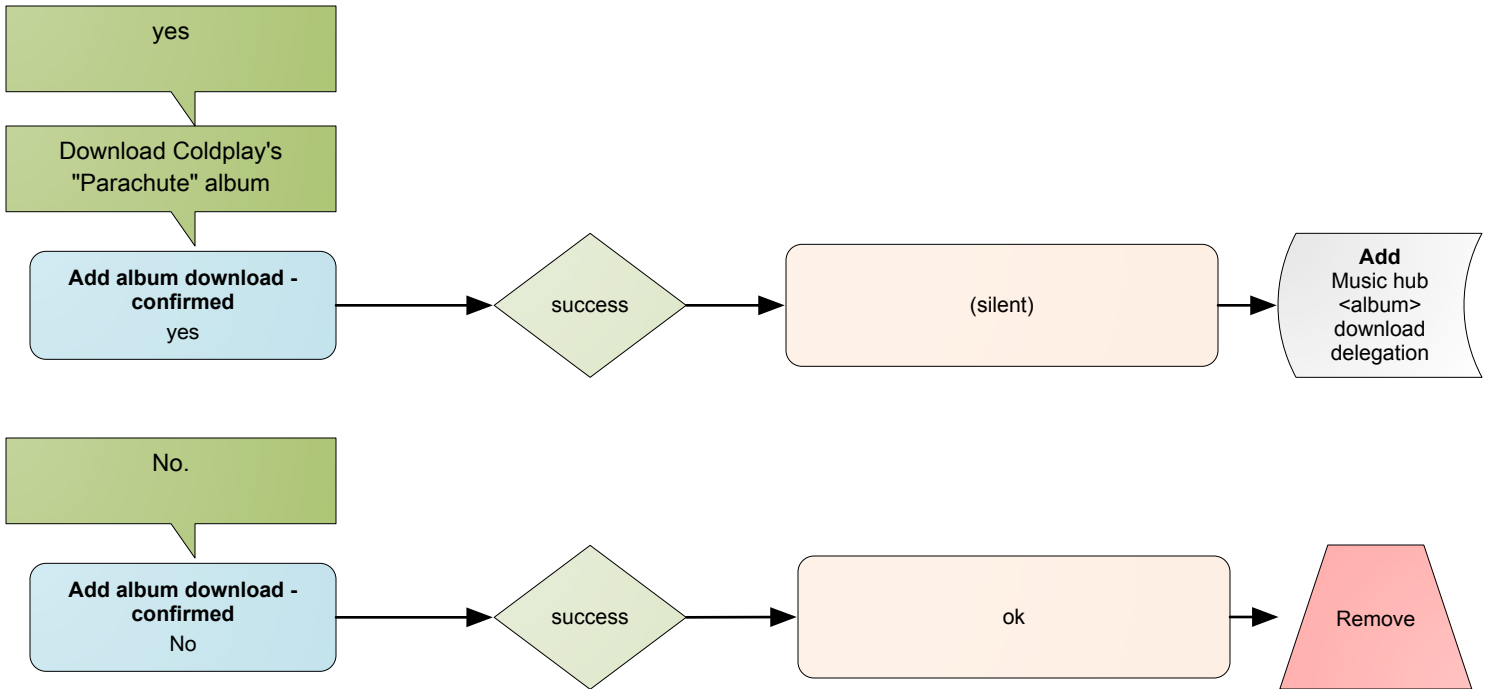 yes
Download Coldplay's
"Parachute" album
Add album download -
confirmed
yes
success
(silent)
Add
Music hub
<album>
download
delegation
No.
Add album download -
confirmed
No
success
ok
Remove